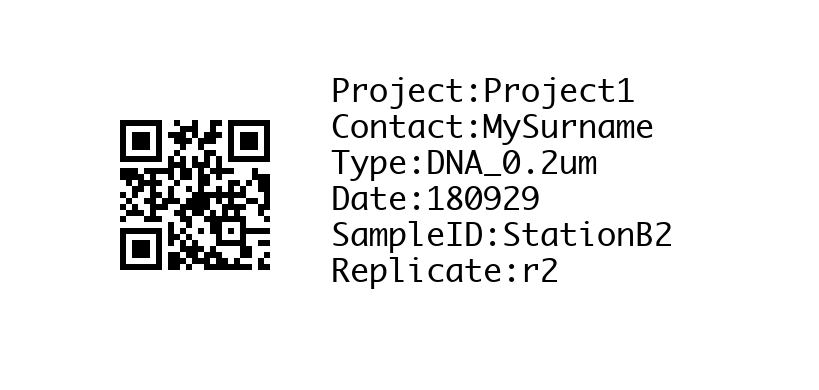 Project:Project1
Contact:MySurname
Type:DNA_0.2um
Date:180929
SampleID:StationB2
Replicate:r2